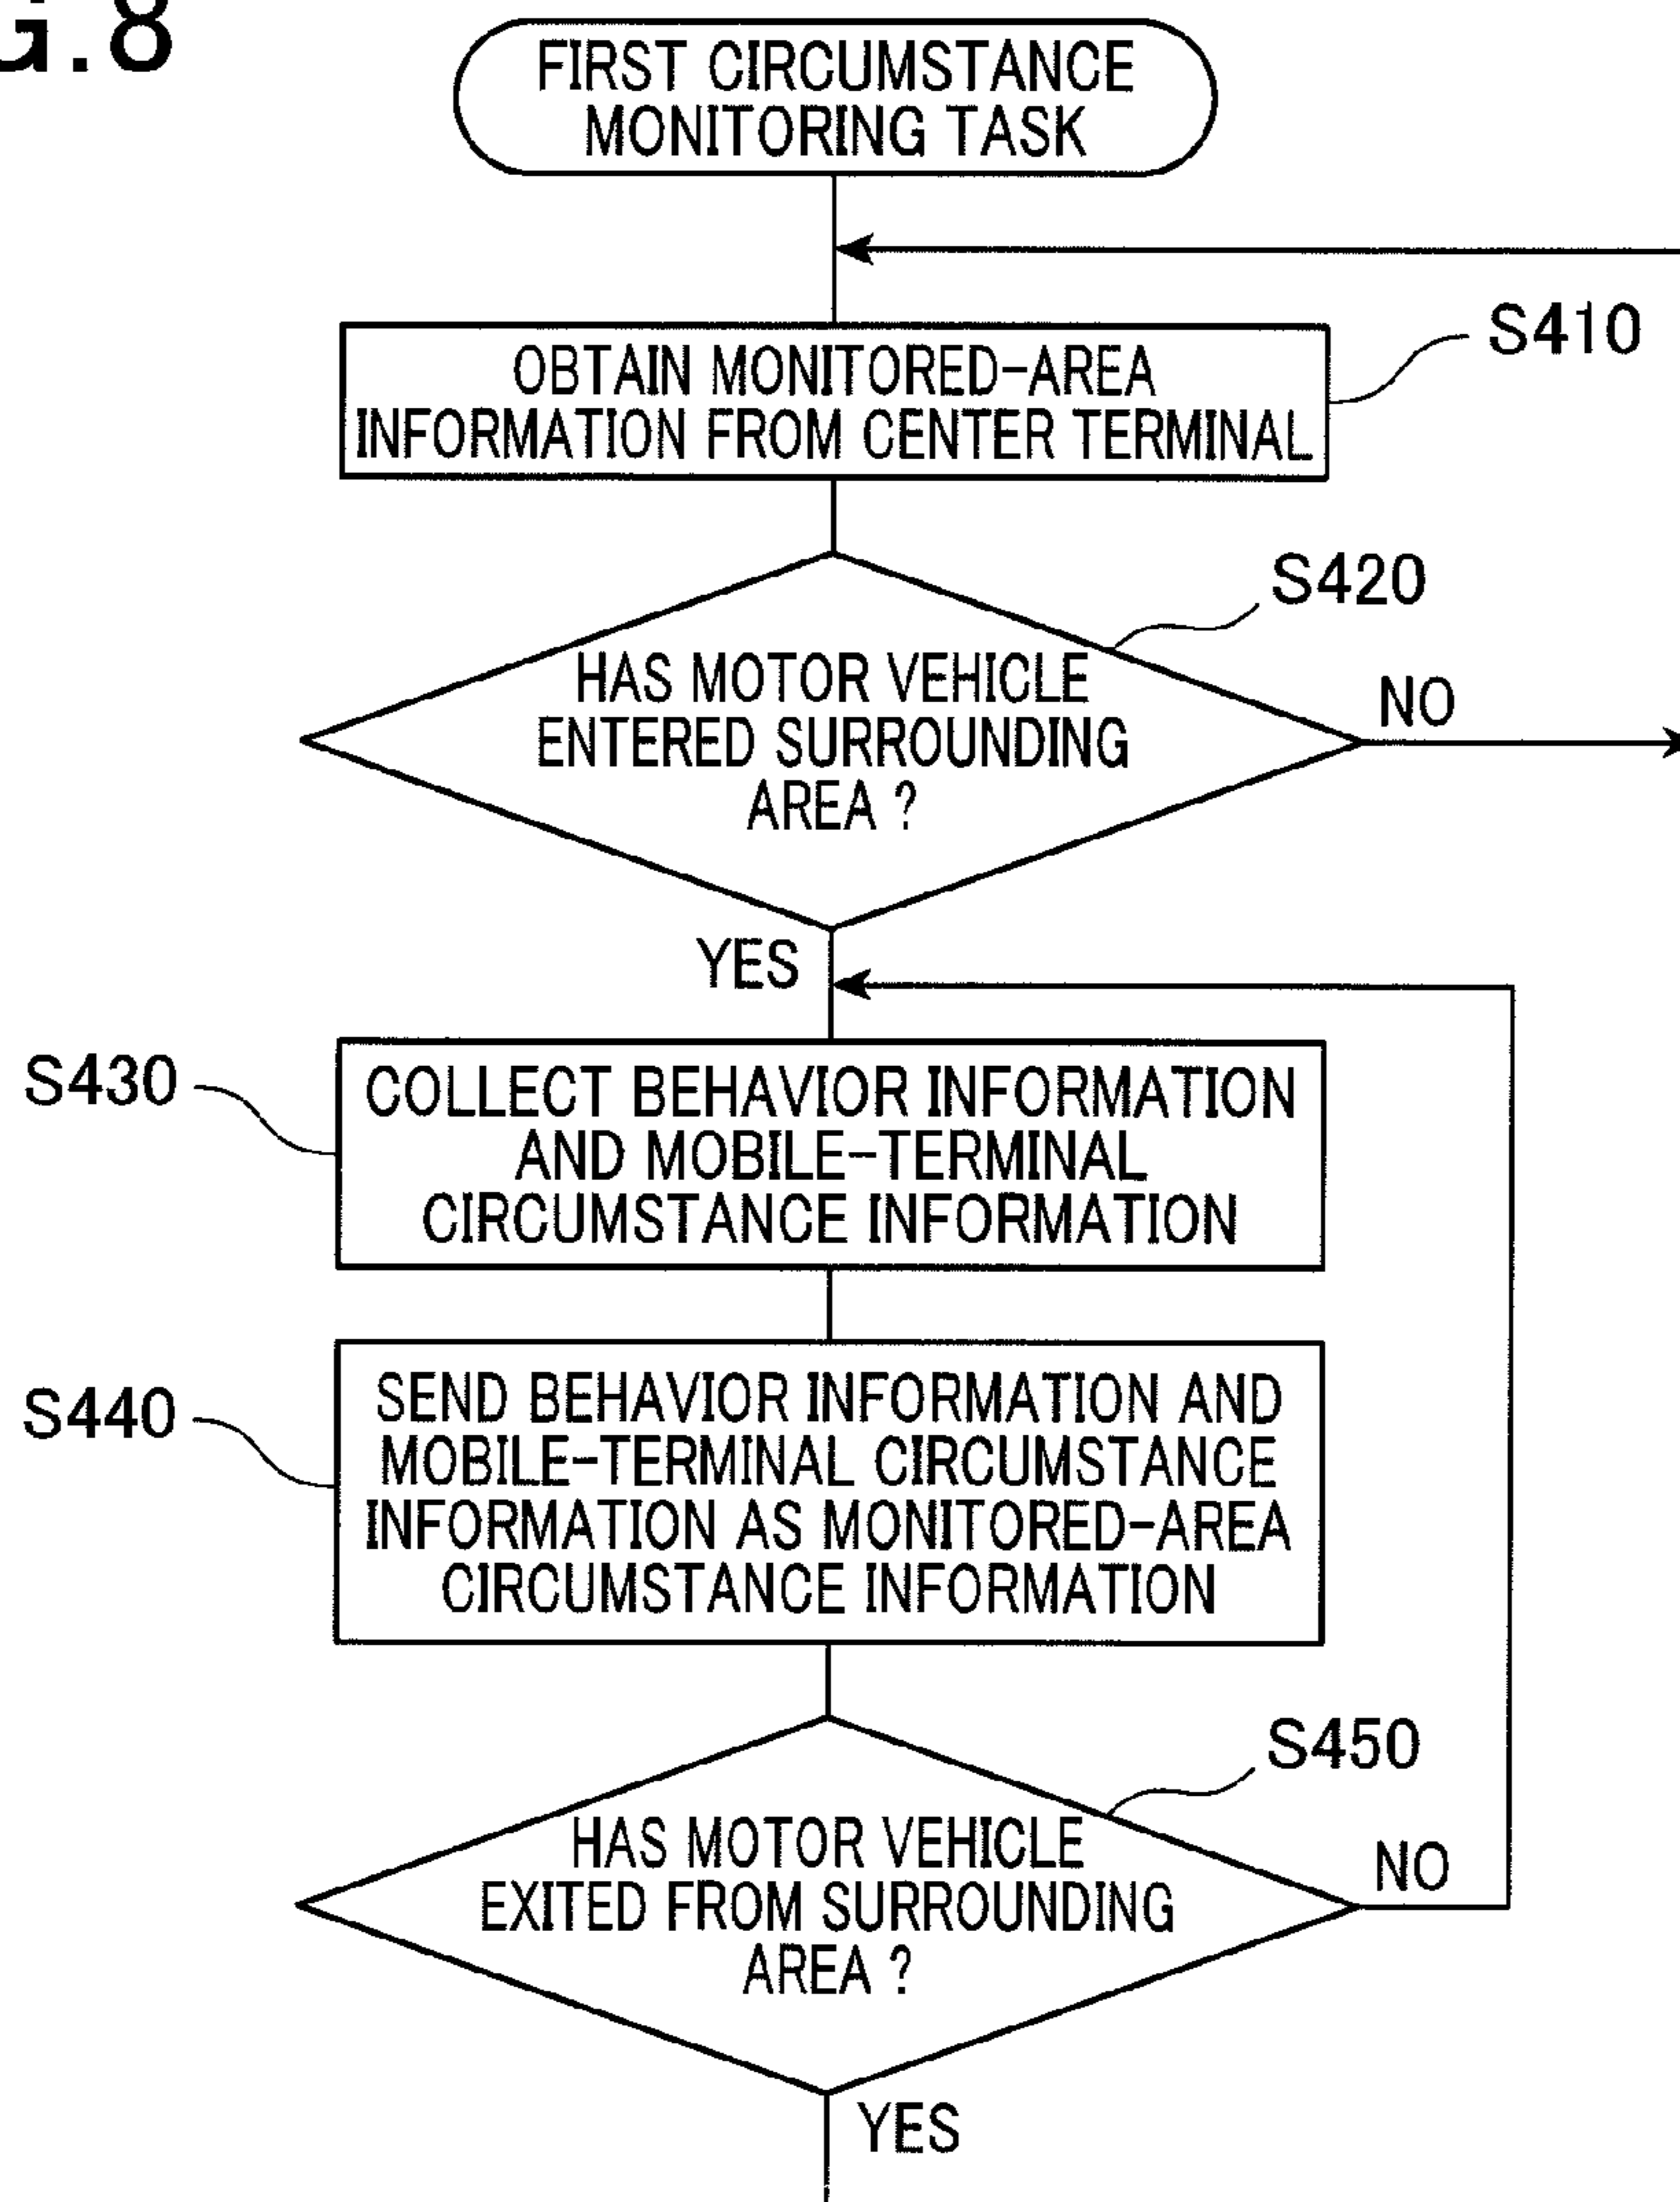 G.8
FIRST CIRCUMSTANCE
MONITORING TASK
S410
OBTAIN MONITORED-AREA
INFORMATION FROM CENTER TERMINAL
S420
HAS MOTOR VEHICLE
ENTERED SURROUNDING
AREA ?
NO
YES
S430
COLLECT BEHAVIOR INFORMATION
AND MOBILE-TERMINAL
CIRCUMSTANCE INFORMATION
S440
SEND BEHAVIOR INFORMATION AND
MOBILE-TERMINAL CIRCUMSTANCE
INFORMATION AS MONITORED-AREA
CIRCUMSTANCE INFORMATION
S450
HAS MOTOR VEHICLE
EXITED FROM SURROUNDING
AREA ?
NO
YES